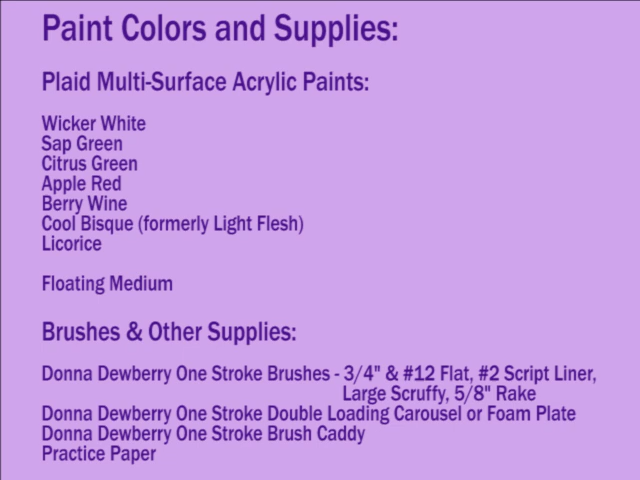 Paint Colors and Supplies:
Plaid Multi-Surface Acrylic Paints:
Wicker White
Sap Green
Citrus Green
Apple Red
Berry Wine
Cool Bisque (formerly Light Flesh)
Licorice
Floating Medium
Brushes & Other Supplies:
Donna Dewberry One Stroke Brushes - 3/4" & #12 Flat, #2 Script Liner,
Large Scruffy, 5/8" Rake
Donna Dewberry One Stroke Double Loading Carousel or Foam Plate
Donna Dewberry One Stroke Brush Caddy
Practice Paper